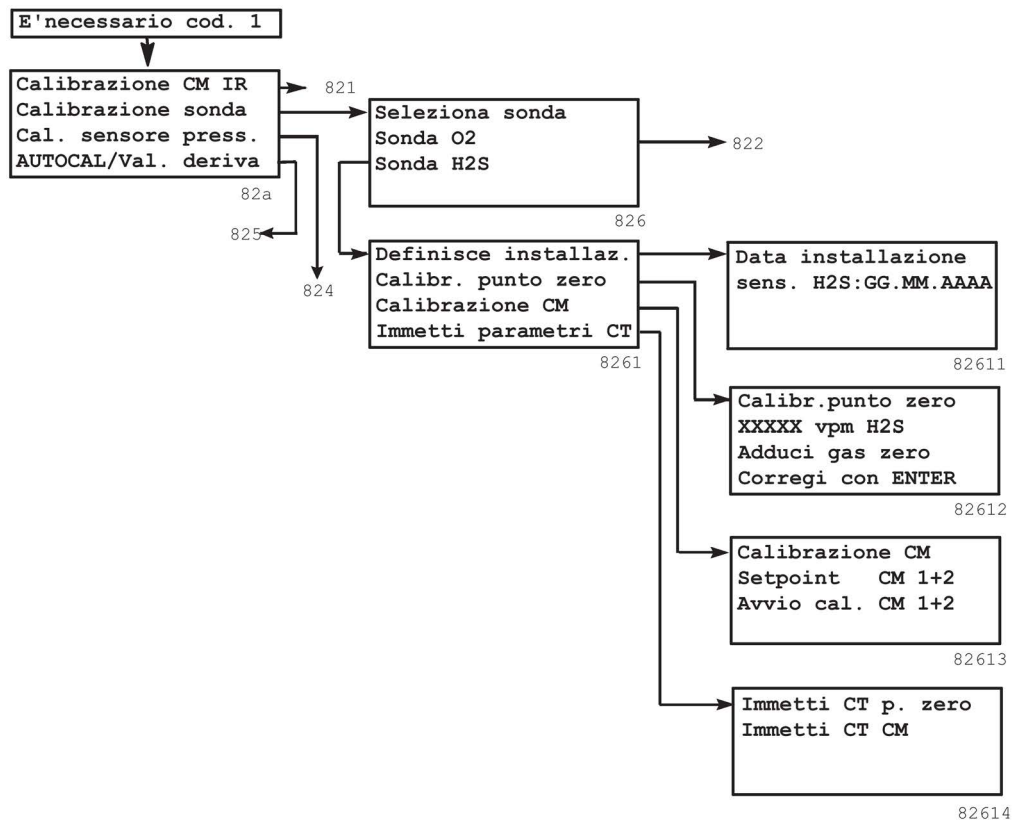 E'necessario cod. 1
Calibrazione CM IR
Calibrazione sonda
Cal. sensore press.
AUTOCAL/Val. deriva
82a
821
825
824
Seleziona sonda
Sonda O2
Sonda H2S
826
822
Definisce installaz.
Calibr. punto zero
Calibrazione CM
Immetti parametri CT
8261
Data installazione
sens. H2S:GG.MM.AAAA
82611
Calibr.punto zero
XXXXX vpm H2S
Adduci gas zero
Corregi con ENTER
82612
Calibrazione CM
Setpoint   CM 1+2
Avvio cal. CM 1+2
82613
Immetti CT p. zero
Immetti CT CM
82614